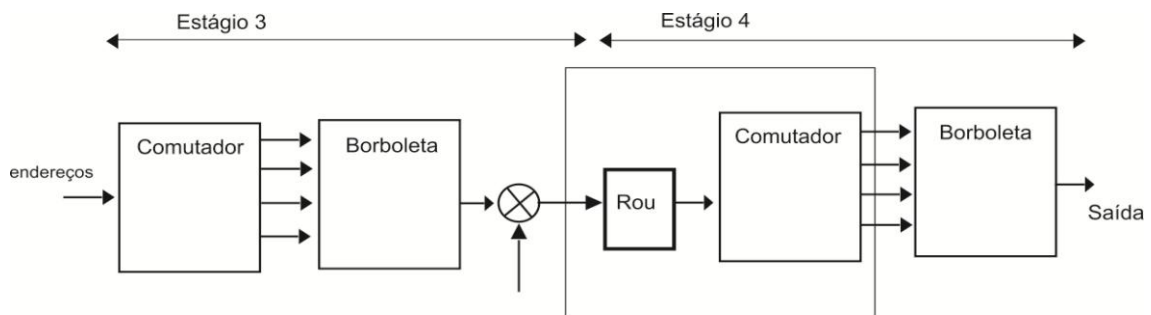 Estágio 3
Estágio 4
Comutador
Borboleta
Comutador
Borboleta
endereços
Rou
Saída